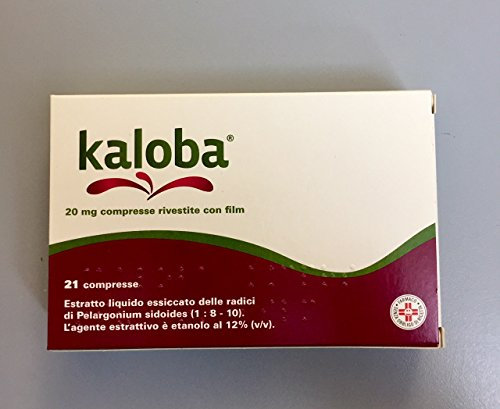 kaloba®
20 mg compresse rivestite con film
21 compresse
Estratto liquido essiccato delle radici
di Pelargonium sidoides (1 : 8 - 10).
L'agente estrattivo è etanolo al 12% (v/v).
FARMACO